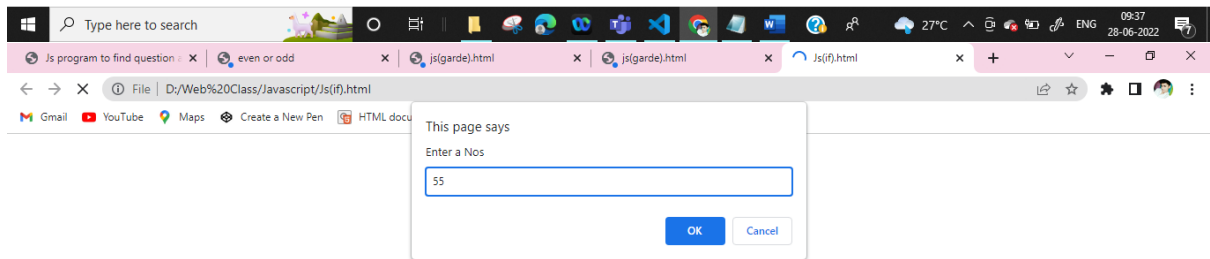 Type here to search
27°C
ENG
09:37
28-06-2022
7
Js program to find question a
even or odd
js(garde).html
js(garde).html
Js(if).html
File | D:/Web%20Class/Javascript/Js(if).html
Gmail
YouTube
Maps
Create a New Pen
HTML docu
This page says
Enter a Nos
55
OK
Cancel